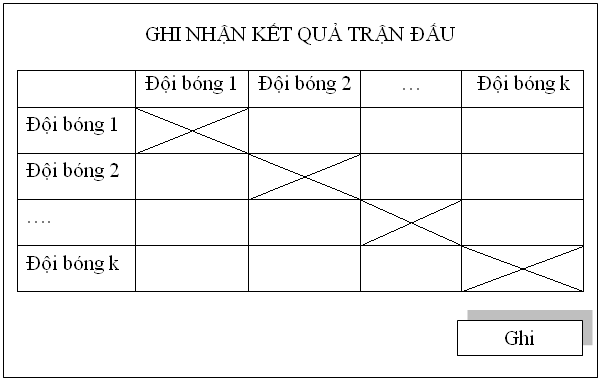 GHI NHẬN KẾT QUẢ TRẬN ĐẤU
Đội bóng 1 Đội bóng 2 … Đội bóng k
Đội bóng 1
Đội bóng 2
….
Đội bóng k
Ghi